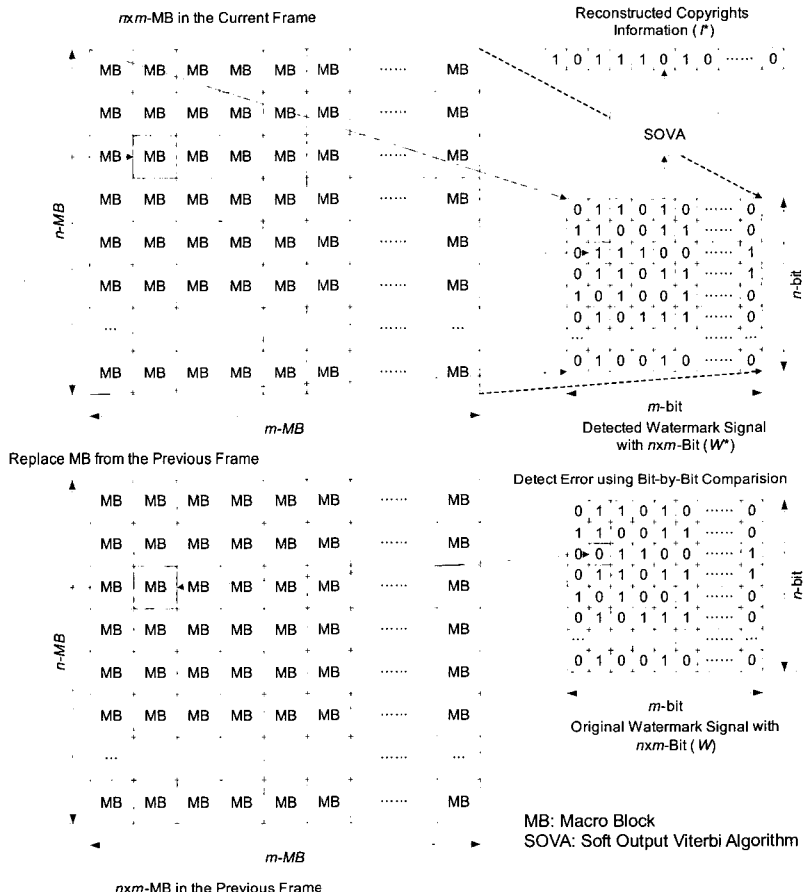 nxm-MB in the Current Frame
Reconstructed Copyrights
Information (I*)
1 0 1 1 1 0 1 0 ...... 0
SOVA
n-MB
MB MB MB MB MB MB ...... MB
MB MB MB MB MB MB ...... MB
MB MB MB MB MB MB ...... MB
MB MB MB MB MB MB ...... MB
MB MB MB MB MB MB ...... MB
MB MB MB MB MB MB ...... MB
... ...... ...
MB MB MB MB MB MB ...... MB
m-MB
0 1 1 0 1 0 ...... 0
1 1 0 0 1 1 ...... 0
0 1 1 1 0 0 ...... 1
0 1 1 0 1 1 ...... 1
1 0 1 0 0 1 ...... 0
0 1 0 1 1 1 ...... 0
... ...... ...
0 1 0 0 1 0 ...... 0
n-bit
m-bit
Detected Watermark Signal
with nxm-Bit (W*)
Replace MB from the Previous Frame
Detect Error using Bit-by-Bit Comparision
n-MB
MB MB MB MB MB MB ...... MB
MB MB MB MB MB MB ...... MB
MB MB MB MB MB MB ...... MB
MB MB MB MB MB MB ...... MB
MB MB MB MB MB MB ...... MB
MB MB MB MB MB MB ...... MB
... ...... ...
MB MB MB MB MB MB ...... MB
m-MB
nxm-MB in the Previous Frame
0 1 1 0 1 0 ...... 0
1 1 0 0 1 1 ...... 0
0 0 1 1 0 0 ...... 1
0 1 1 0 1 1 ...... 1
1 0 1 0 0 1 ...... 0
0 1 0 1 1 1 ...... 0
... ...... ...
0 1 0 0 1 0 ...... 0
n-bit
m-bit
Original Watermark Signal with
nxm-Bit (W)
MB: Macro Block
SOVA: Soft Output Viterbi Algorithm